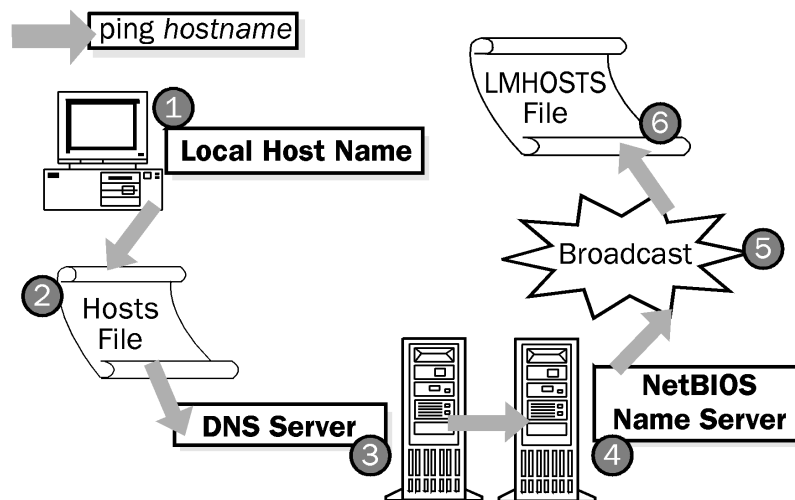 ping hostname
1
Local Host Name
2
Hosts
File
DNS Server
3
4
NetBIOS
Name Server
Broadcast
5
LMHOSTS
File
6